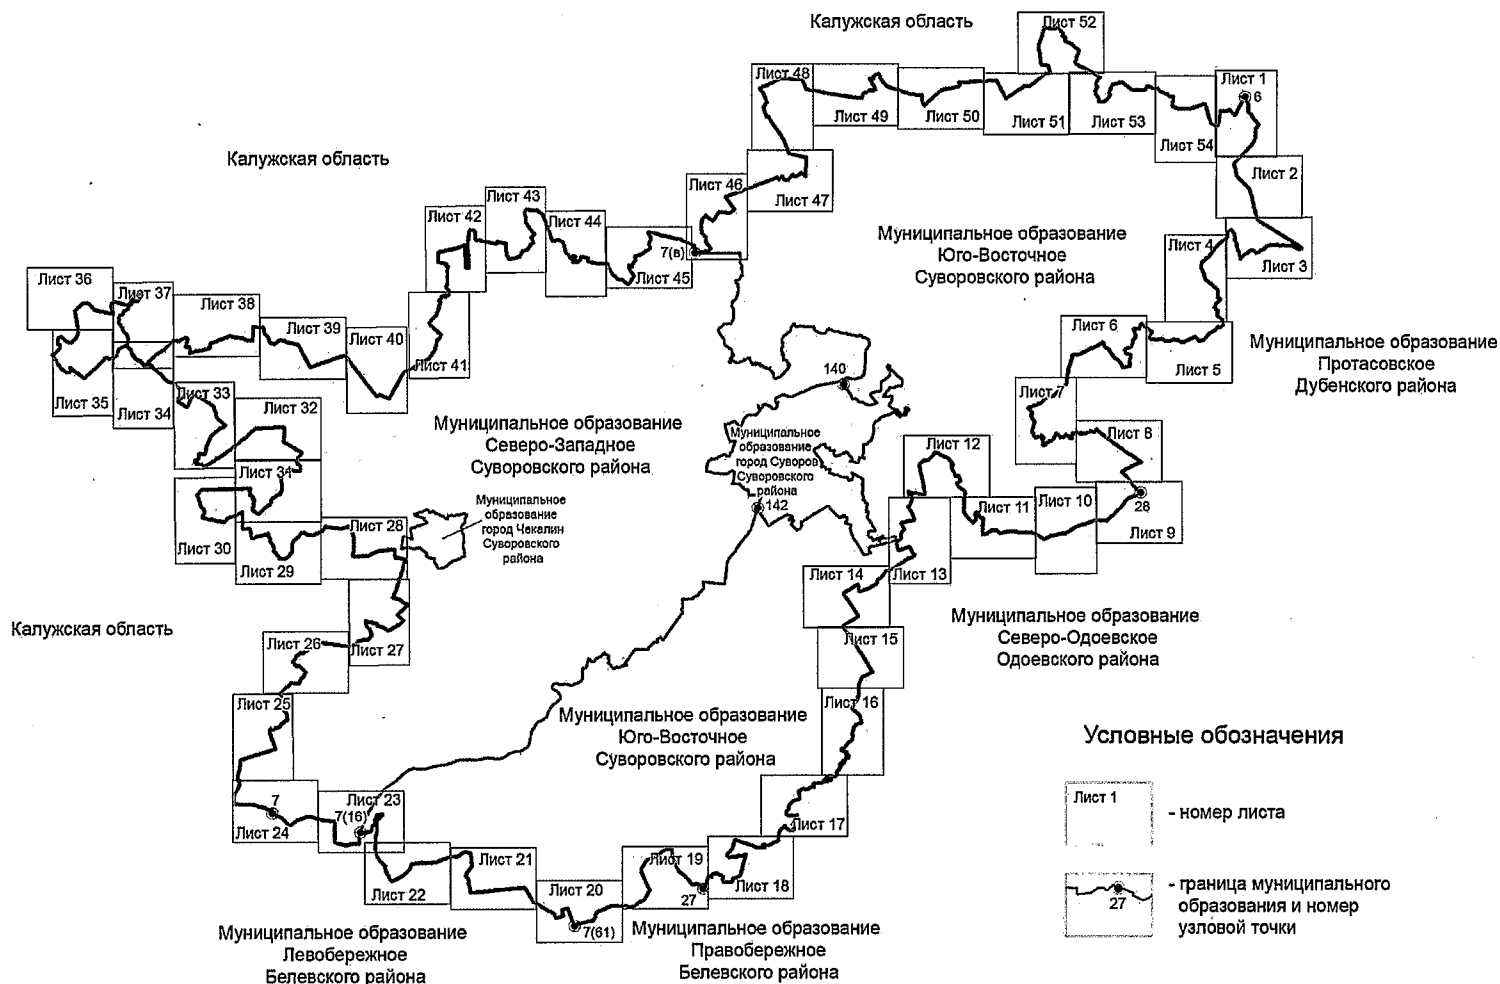 Калужская область
Лист 52
Лист 48
Лист 49
Лист 50
Лист 51
Лист 53
Лист 54
Лист 1
6
Лист 2
Лист 3
Лист 4
Калужская область
Лист 42
Лист 43
Лист 44
Лист 45
7(в)
Лист 46
Лист 47
Муниципальное образование
Юго-Восточное
Суворовского района
Лист 36
Лист 37
Лист 38
Лист 39
Лист 40
Лист 41
Лист 35
Лист 34
Лист 33
Лист 32
Лист 6
Лист 5
Лист 7
Лист 8
Муниципальное образование
Протасовское
Дубенского района
140
Муниципальное образование
Северо-Западное
Суворовского района
Муниципальное
образование
город Суворов
Суворовского
района
142
Лист 12
Лист 11
Лист 10
28
Лист 9
Лист 31
Лист 30
Лист 29
Лист 28
Муниципальное
образование
город Чекалин
Суворовского
района
Лист 14
Лист 13
Калужская область
Лист 26
Лист 27
Лист 15
Муниципальное образование
Северо-Одоевское
Одоевского района
Лист 25
Лист 16
Муниципальное образование
Юго-Восточное
Суворовского района
7
Лист 24
Лист 23
7(16)
Лист 17
Лист 22
Лист 21
Лист 20
7(61)
Лист 19
27
Лист 18
Муниципальное образование
Левобережное
Белевского района
Муниципальное образование
Правобережное
Белевского района
Условные обозначения
Лист 1
- номер листа
27
- граница муниципального
образования и номер
узловой точки